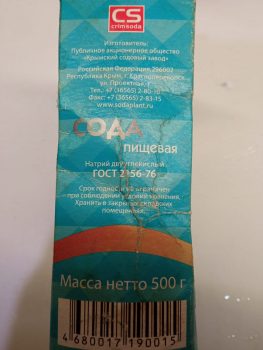 CS
crimsoda
Изготовитель:
Публичное акционерное общество
«Крымский содовый завод»
Российская Федерация, 296002
Республика Крым, г. Красноперекопск,
ул. Проектная, 1
Тел.: +7 (36565) 2-80-
Факс: +7 (36565) 2-83-15
www.sodaplant.ru
СОДА
пищевая
Натрий двууглекислый
ГОСТ 2156-76
Срок годности не ограничен
при соблюдении условий хранения.
Хранить в закрытых складских
помещениях.
Масса нетто 500 г
4 680017 190015